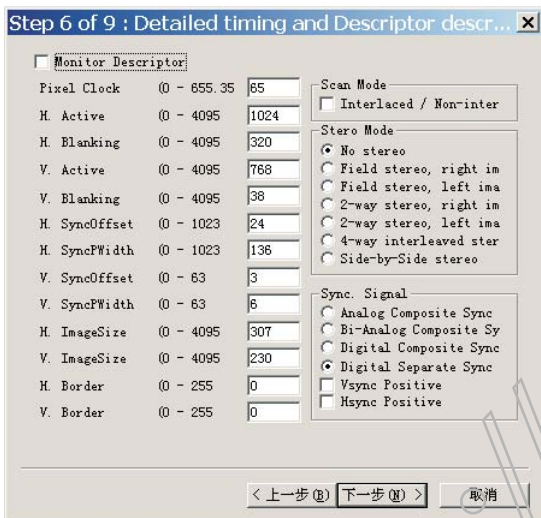 Step 6 of 9 : Detailed timing and Descriptor descr...
Monitor Descriptor
Pixel Clock (0 - 655.35 65
H. Active (0 - 4095 1024
H. Blanking (0 - 4095 320
V. Active (0 - 4095 768
V. Blanking (0 - 4095 38
H. SyncOffset (0 - 1023 24
H. SyncPWidth (0 - 1023 136
V. SyncOffset (0 - 63 3
V. SyncPWidth (0 - 63 6
H. ImageSize (0 - 4095 307
V. ImageSize (0 - 4095 230
H. Border (0 - 255 0
V. Border (0 - 255 0
Scan Mode
Interlaced / Non-inter
Stero Mode
No stereo
Field stereo, right im
Field stereo, left ima
2-way stereo, right im
2-way stereo, left ima
4-way interleaved ster
Side-by-Side stereo
Sync. Signal
Analog Composite Sync
Bi-Analog Composite Sy
Digital Composite Sync
Digital Separate Sync
Vsync Positive
Hsync Positive
< 上一步(B) 下一步(N) > 取消